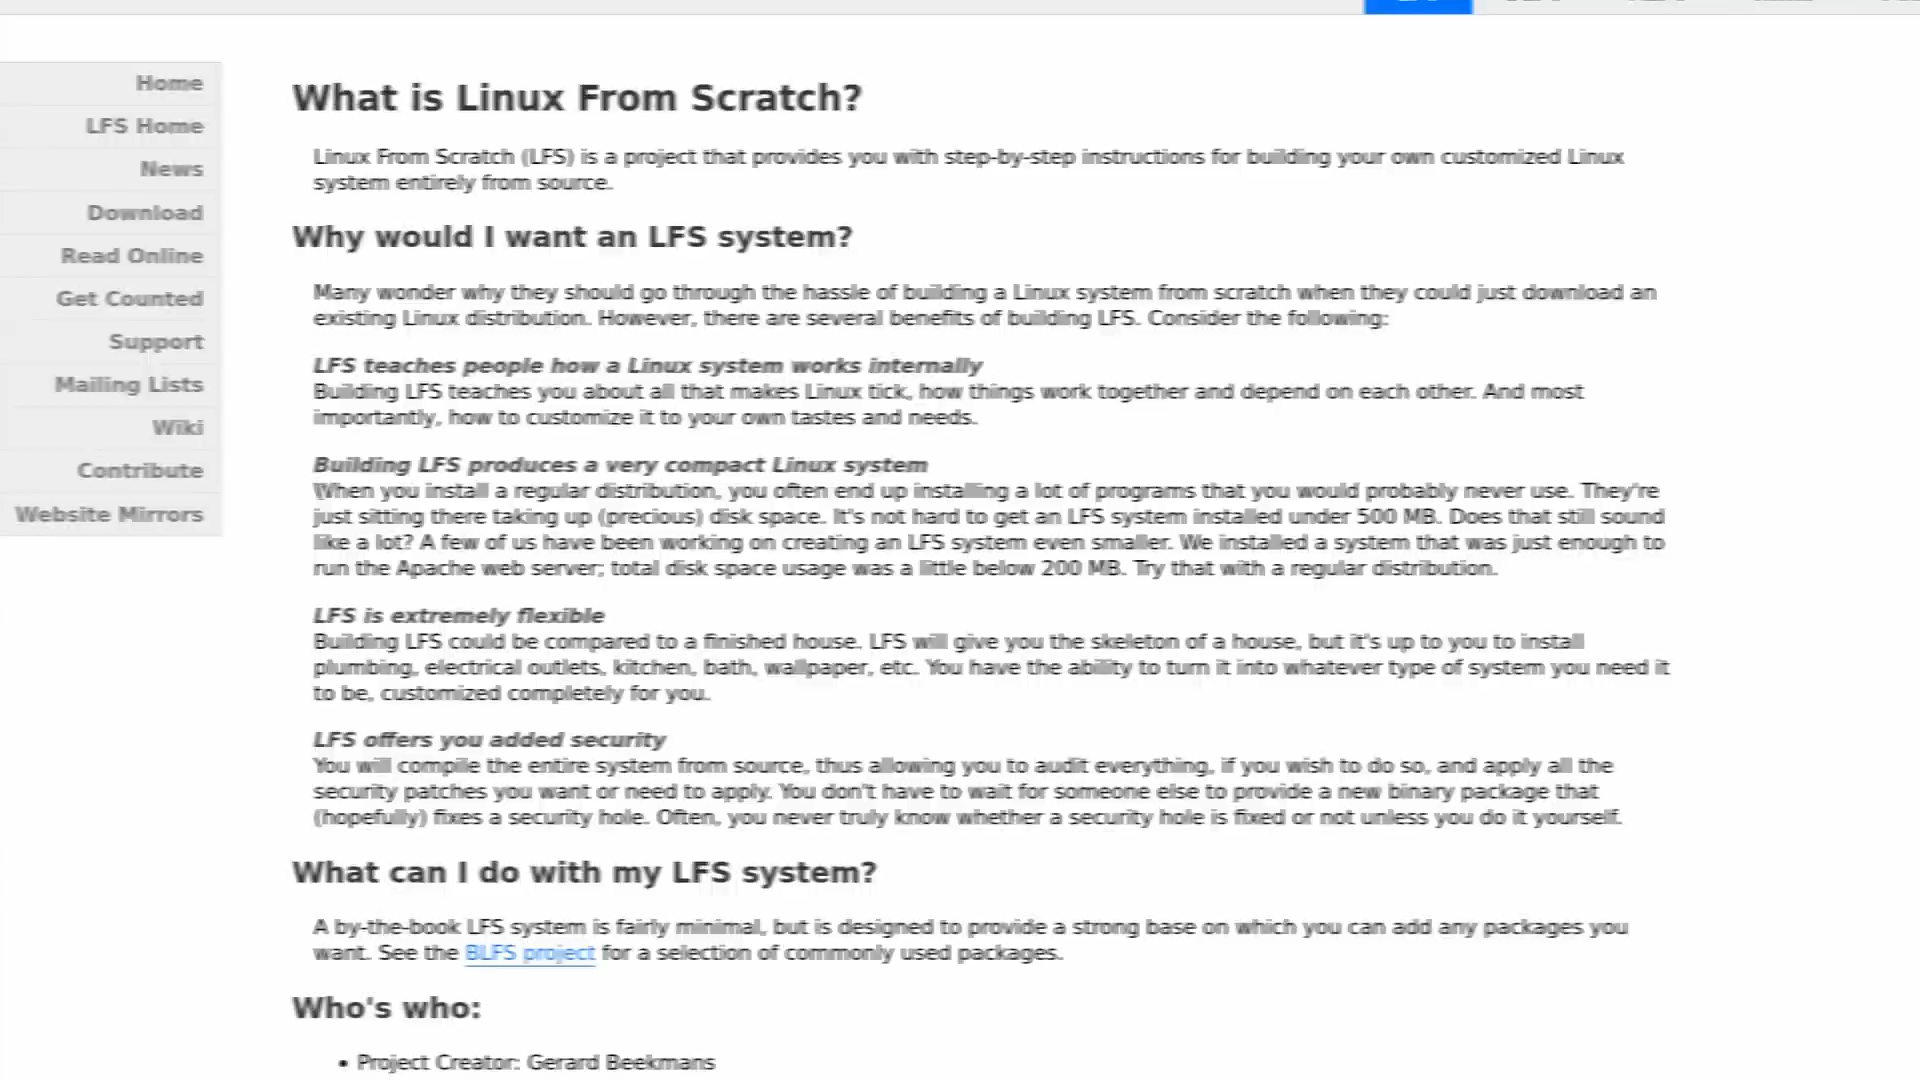 Home
LFS Home
News
Download
Read Online
Get Counted
Support
Mailing Lists
Wiki
Contribute
Website Mirrors
What is Linux From Scratch?
Linux From Scratch (LFS) is a project that provides you with step-by-step instructions for building your own customized Linux
system entirely from source.
Why would I want an LFS system?
Many wonder why they should go through the hassle of building a Linux system from scratch when they could just download an
existing Linux distribution. However, there are several benefits of building LFS. Consider the following:
LFS teaches people how a Linux system works internally
Building LFS teaches you about all that makes Linux tick, how things work together and depend on each other. And most
importantly, how to customize it to your own tastes and needs.
Building LFS produces a very compact Linux system
When you install a regular distribution, you often end up installing a lot of programs that you would probably never use. They're
just sitting there taking up (precious) disk space. It's not hard to get an LFS system installed under 500 MB. Does that still sound
like a lot? A few of us have been working on creating an LFS system even smaller. We installed a system that was just enough to
run the Apache web server; total disk space usage was a little below 200 MB. Try that with a regular distribution.
LFS is extremely flexible
Building LFS could be compared to a finished house. LFS will give you the skeleton of a house, but it's up to you to install
plumbing, electrical outlets, kitchen, bath, wallpaper, etc. You have the ability to turn it into whatever type of system you need it
to be, customized completely for you.
LFS offers you added security
You will compile the entire system from source, thus allowing you to audit everything, if you wish to do so, and apply all the
security patches you want or need to apply. You don't have to wait for someone else to provide a new binary package that
(hopefully) fixes a security hole. Often, you never truly know whether a security hole is fixed or not unless you do it yourself.
What can I do with my LFS system?
A by-the-book LFS system is fairly minimal, but is designed to provide a strong base on which you can add any packages you
want. See the BLFS project for a selection of commonly used packages.
Who's who:
• Project Creator: Gerard Beekmans